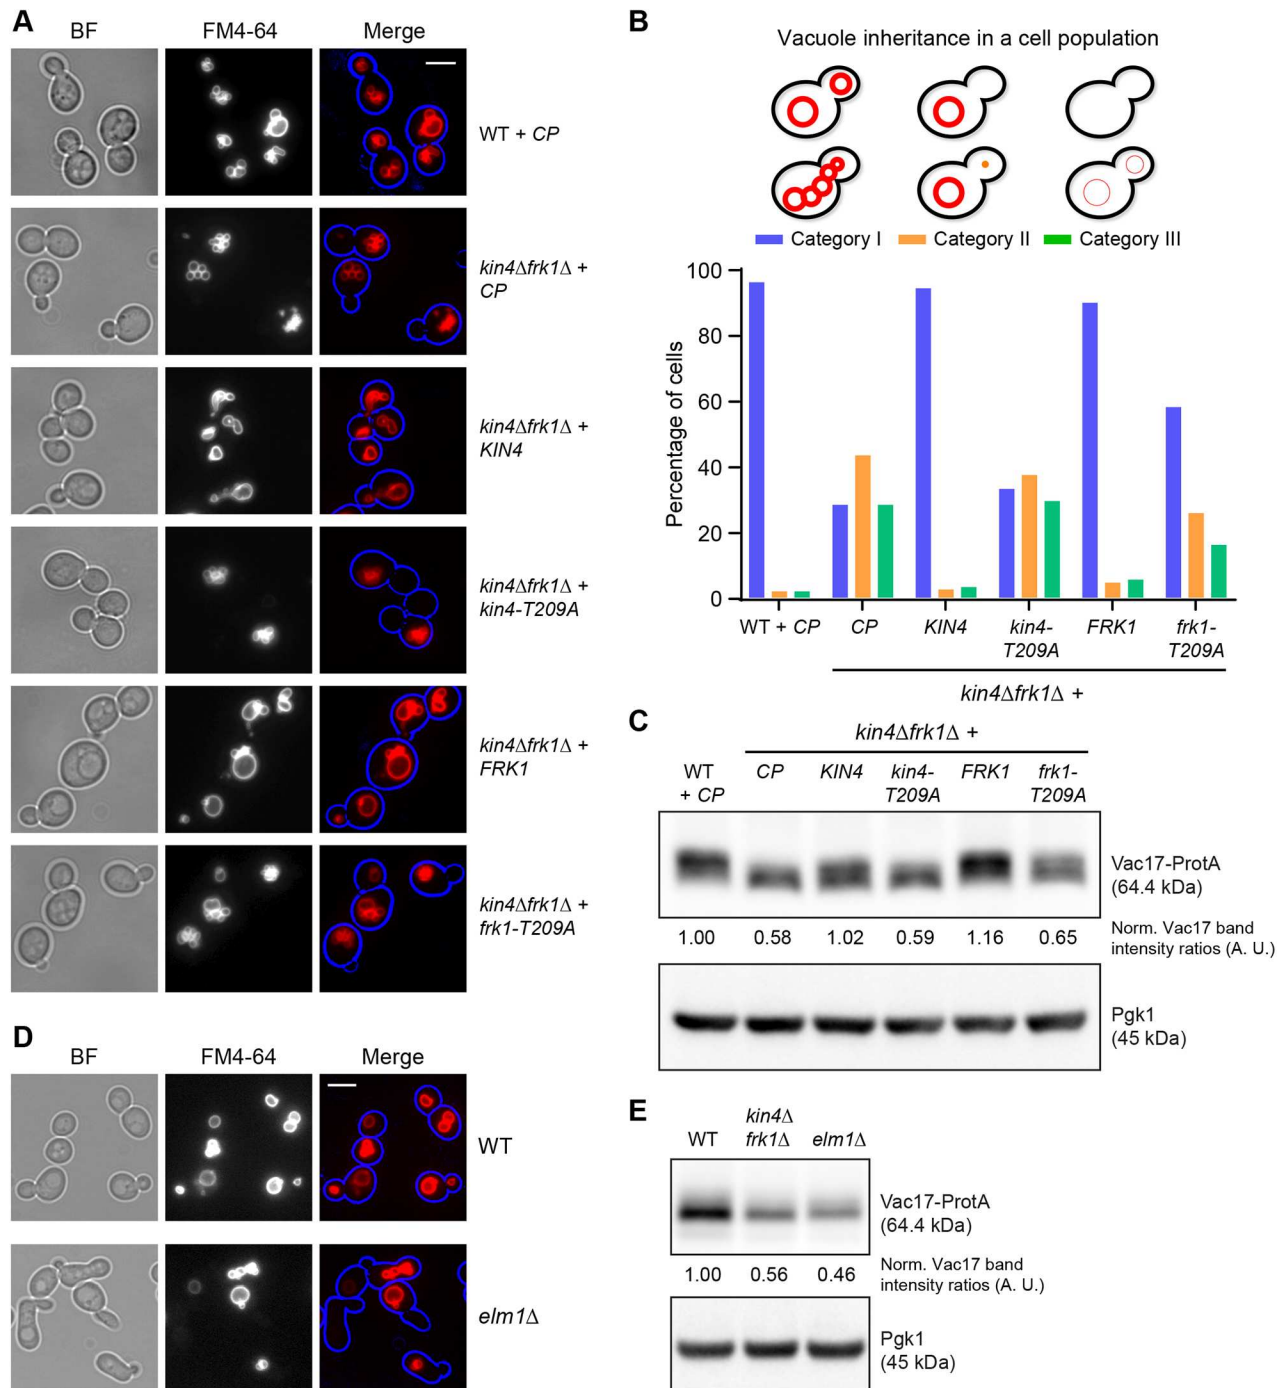 A
BF FM4-64 Merge
WT + CP
kin4Δfrk1Δ +
CP
kin4Δfrk1Δ +
KIN4
kin4Δfrk1Δ +
kin4-T209A
kin4Δfrk1Δ +
FRK1
kin4Δfrk1Δ +
frk1-T209A
B
Vacuole inheritance in a cell population
Category I Category II Category III
Percentage of cells
100
80
60
40
20
0
WT + CP CP KIN4 kin4- FRK1 frk1-
T209A T209A
kin4Δfrk1Δ +
C
kin4Δfrk1Δ +
WT CP KIN4 kin4- FRK1 frk1-
+ CP T209A T209A
Vac17-ProtA
(64.4 kDa)
1.00 0.58 1.02 0.59 1.16 0.65
Norm. Vac17 band
intensity ratios (A. U.)
Pgk1
(45 kDa)
D
BF FM4-64 Merge
WT
elm1Δ
E
kin4Δ
WT frk1Δ elm1Δ
Vac17-ProtA
(64.4 kDa)
1.00 0.56 0.46
Norm. Vac17 band
intensity ratios (A. U.)
Pgk1
(45 kDa)